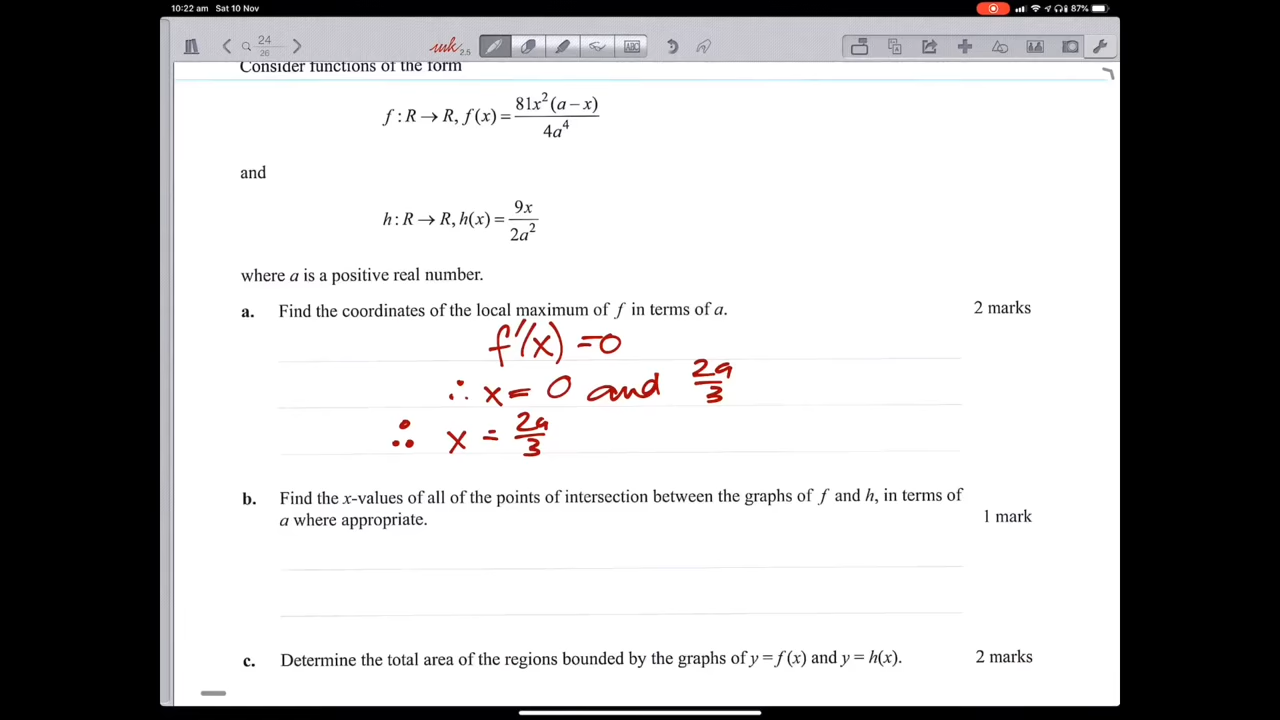 10:22 am Sat 10 Nov
87%
24
26
uk 2.5
ABC
Consider functions of the form
f : R → R, f(x) = 81x²(a − x) / 4a⁴
and
h : R → R, h(x) = 9x / 2a²
where a is a positive real number.
a. Find the coordinates of the local maximum of f in terms of a. 2 marks
f'(x) = 0
∴ x = 0 and 2a/3
∴ x = 2a/3
b. Find the x-values of all of the points of intersection between the graphs of f and h, in terms of
a where appropriate. 1 mark
c. Determine the total area of the regions bounded by the graphs of y = f(x) and y = h(x). 2 marks